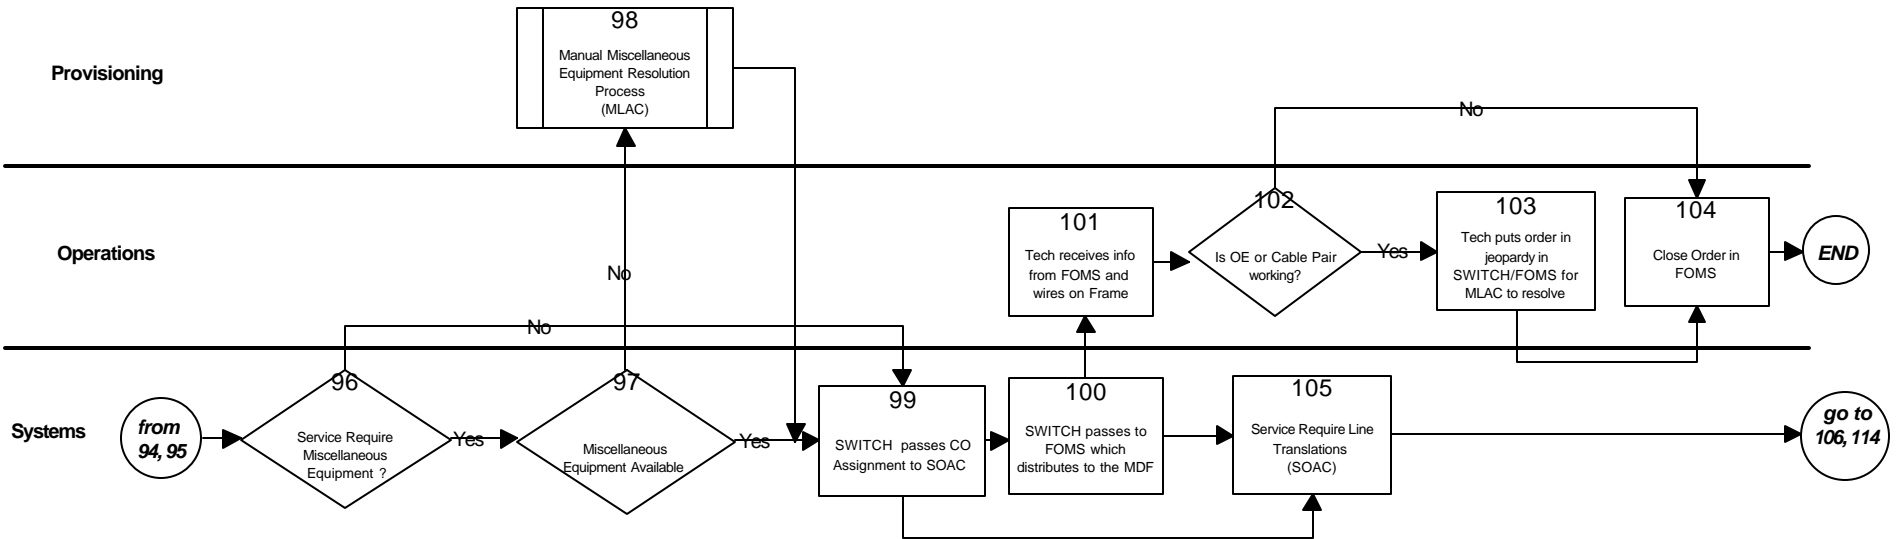 98
Manual Miscellaneous
Equipment Resolution
Process
(MLAC)
Provisioning
No
Operations
101
Tech receives info
from FOMS and
wires on Frame
102
Is OE or Cable Pair
working?
Yes
103
Tech puts order in
jeopardy in
SWITCH/FOMS for
MLAC to resolve
104
Close Order in
FOMS
END
No
No
Systems
from
94, 95
96
Service Require
Miscellaneous
Equipment ?
Yes
97
Miscellaneous
Equipment Available
Yes
99
SWITCH passes CO
Assignment to SOAC
100
SWITCH passes to
FOMS which
distributes to the MDF
105
Service Require Line
Translations
(SOAC)
go to
106, 114